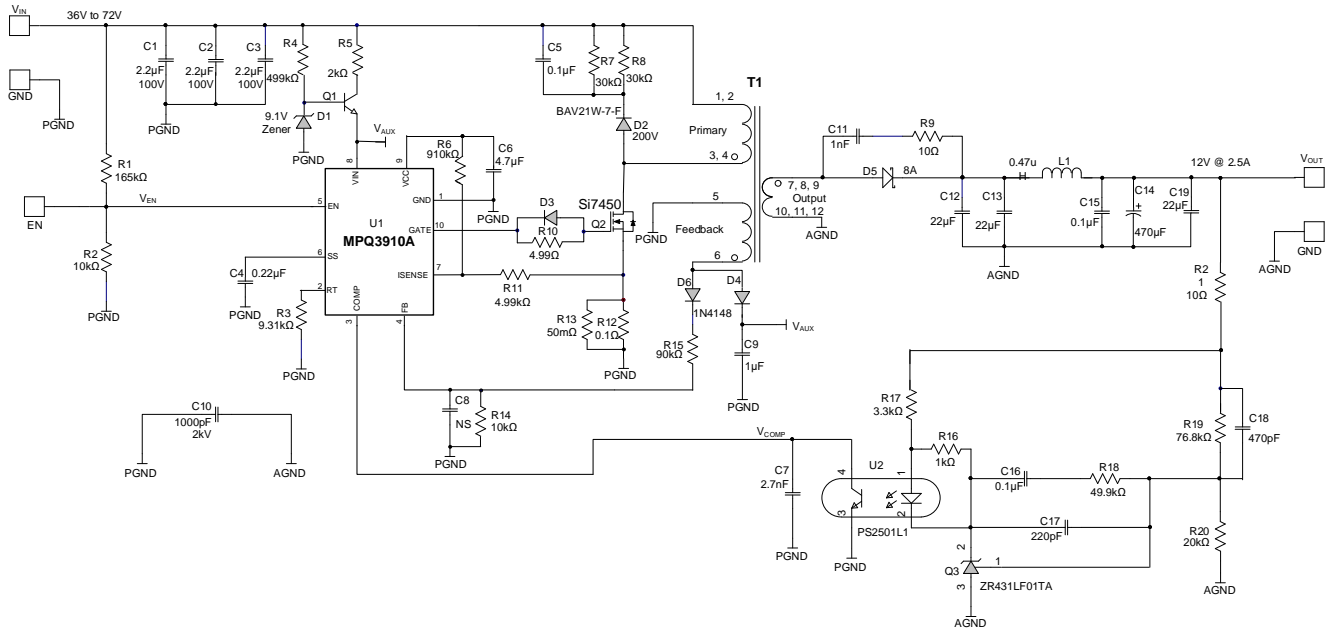 VIN
36V to 72V
GND
PGND
C1
2.2µF
100V
C2
2.2µF
100V
C3
2.2µF
100V
PGND
R4
499kΩ
R5
2kΩ
Q1
9.1V
Zener
D1
PGND
VAUX
C5
0.1µF
R7
30kΩ
R8
30kΩ
BAV21W-7-F
D2
200V
T1
1, 2
Primary
3, 4
5
Feedback
6
7, 8, 9
Output
10, 11, 12
AGND
C11
1nF
R9
10Ω
D5
8A
0.47u
H
L1
12V @ 2.5A
VOUT
C12
22µF
C13
22µF
C15
0.1µF
C14
+
470µF
C19
22µF
AGND
GND
AGND
R1
165kΩ
VEN
EN
R2
10kΩ
PGND
R6
910kΩ
C6
4.7µF
PGND
8
VIN
9
VCC
GND
1
5
EN
U1
MPQ3910A
GATE
10
6
SS
ISENSE
7
2
RT
COMP
3
FB
4
C4
0.22µF
PGND
R3
9.31kΩ
PGND
D3
R10
4.99Ω
Si7450
Q2
PGND
R11
4.99kΩ
R13
50mΩ
R12
0.1Ω
PGND
D6
1N4148
D4
VAUX
R15
90kΩ
C9
1µF
PGND
C8
NS
R14
10kΩ
PGND
C10
1000pF
2kV
PGND
AGND
R2
1
10Ω
R17
3.3kΩ
R16
1kΩ
R19
76.8kΩ
C18
470pF
VCOMP
C7
2.7nF
PGND
U2
4
3
1
2
PS2501L1
PGND
C16
0.1µF
R18
49.9kΩ
C17
220pF
R20
20kΩ
AGND
2
1
Q3
3
ZR431LF01TA
AGND